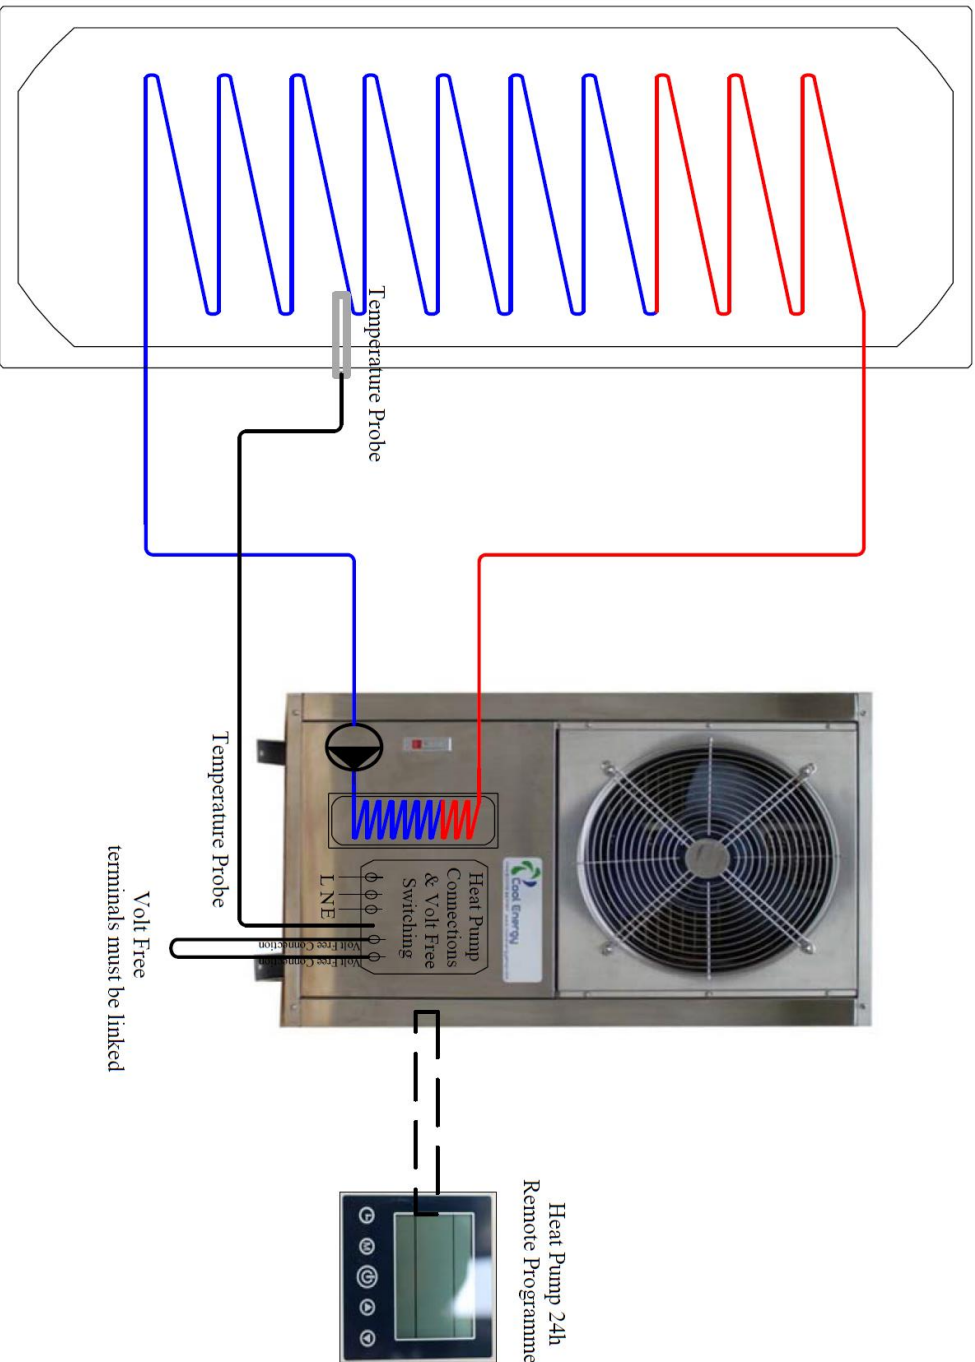 Temperature Probe
Temperature Probe
Heat Pump
Connections
& Volt Free
Switching
L N E
Volt Free Connection
Volt Free Connection
Volt Free
terminals must be linked
Cool Energy
Heat Pump 24h
Remote Programme
M